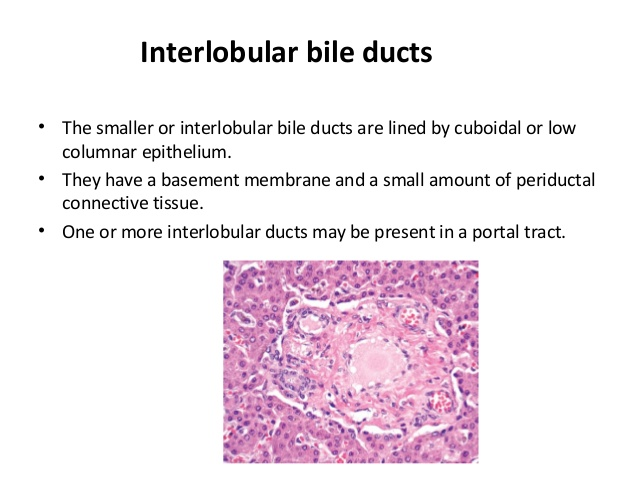 Interlobular bile ducts
• The smaller or interlobular bile ducts are lined by cuboidal or low
columnar epithelium.
• They have a basement membrane and a small amount of periductal
connective tissue.
• One or more interlobular ducts may be present in a portal tract.